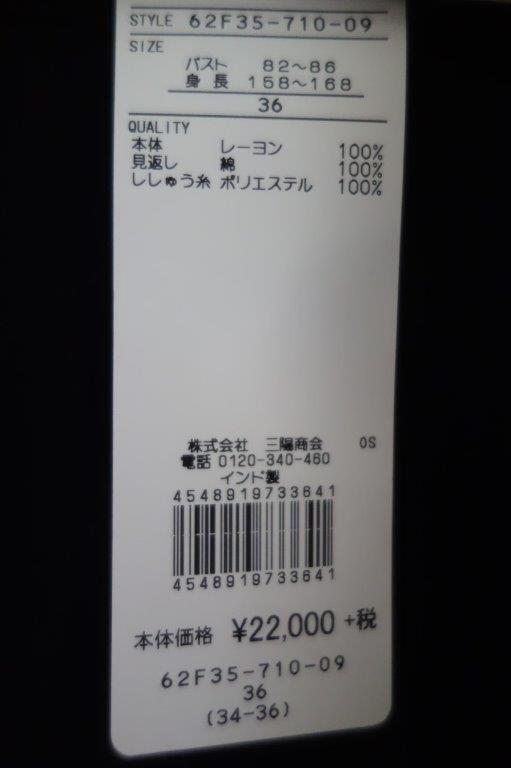 STYLE 62F35-710-09
SIZE
バスト 82～86
身長 158～168
36
QUALITY
本体 レーヨン 100%
見返し 綿 100%
ししゅう糸 ポリエステル 100%
株式会社 三陽商会 OS
電話 0120-340-460
インド製
4548919733641
4548919733641
本体価格 ¥22,000 +税
62F35-710-09
36
(34-36)